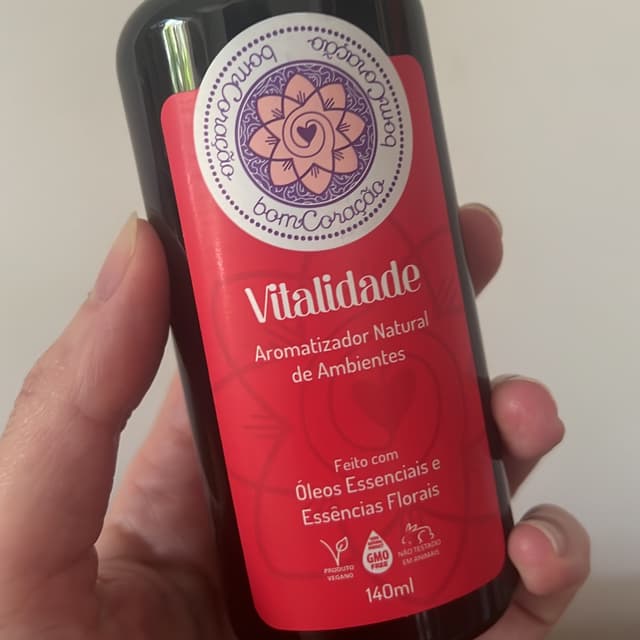 bomCoração
bomCoração
bomCoração
Vitalidade
Aromatizador Natural
de Ambientes
Feito com
Óleos Essenciais e
Essências Florais
PRODUTO
VEGANO
GMO
FREE
NÃO TESTADO
EM ANIMAIS
140ml